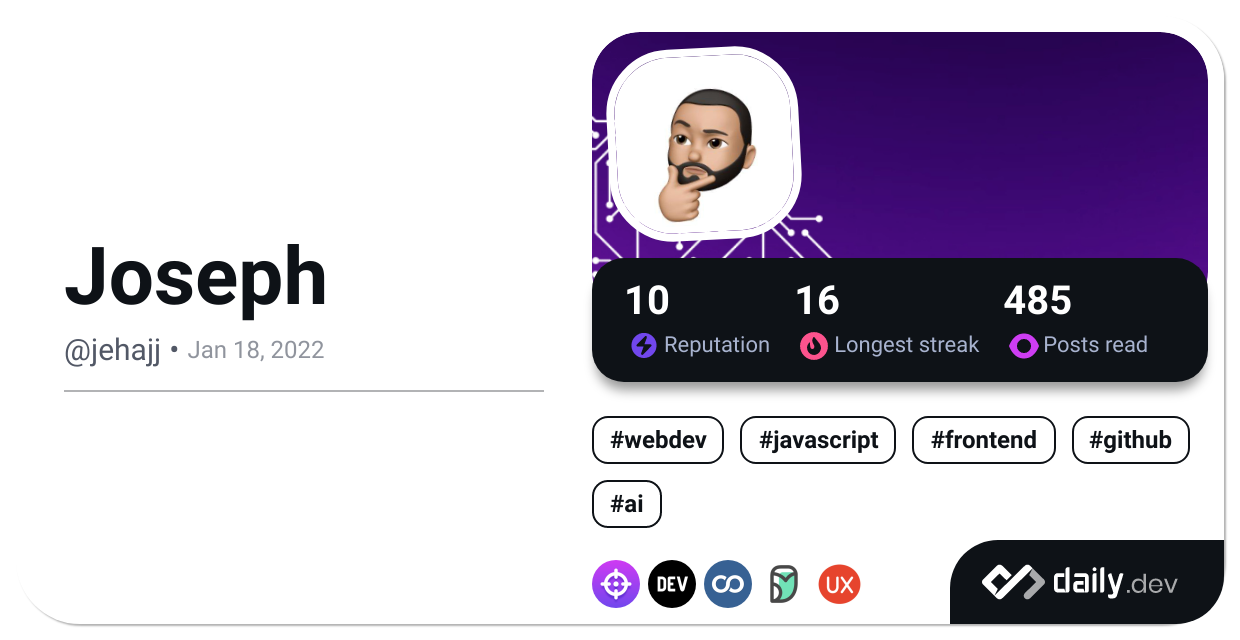 Joseph
@jehajj • Jan 18, 2022
10 16 485
Reputation Longest streak Posts read
#webdev #javascript #frontend #github
#ai
DEV UX
daily.dev